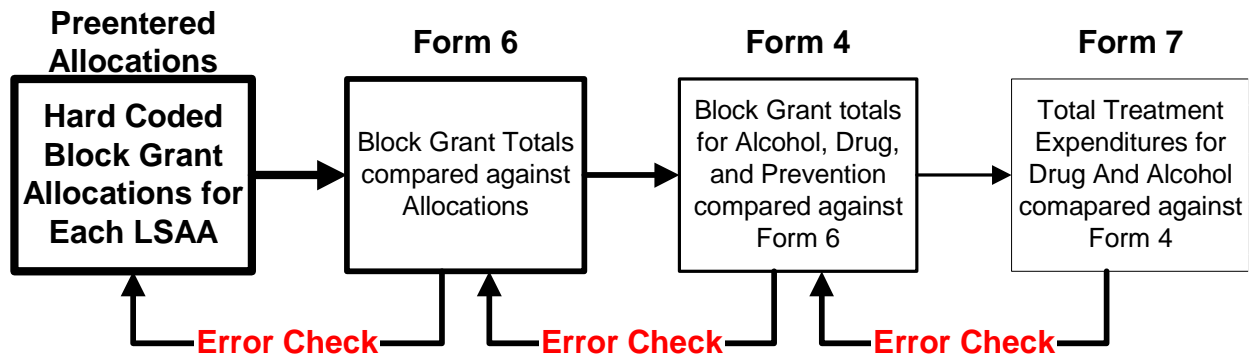 Preentered
Allocations
Hard Coded
Block Grant
Allocations for
Each LSAA
Form 6
Block Grant Totals
compared against
Allocations
Form 4
Block Grant totals
for Alcohol, Drug,
and Prevention
compared against
Form 6
Form 7
Total Treatment
Expenditures for
Drug And Alcohol
comapared against
Form 4
Error Check
Error Check
Error Check